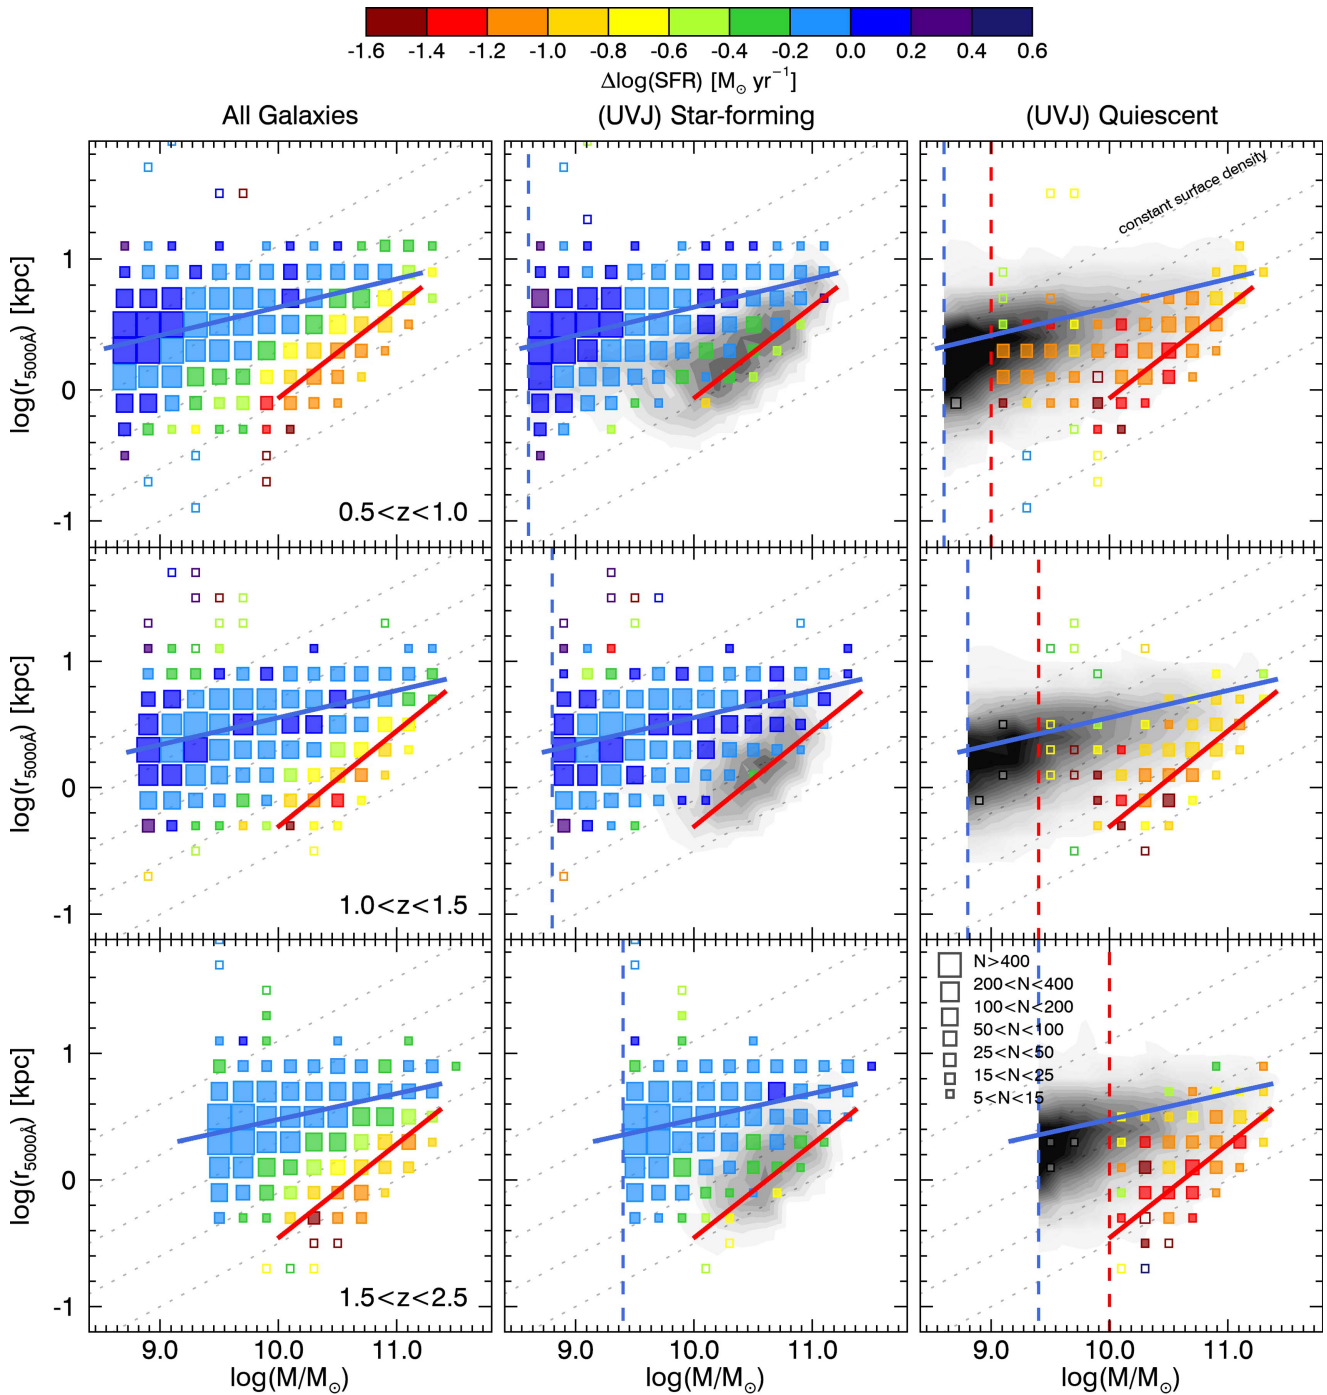 -1.6 -1.4 -1.2 -1.0 -0.8 -0.6 -0.4 -0.2 0.0 0.2 0.4 0.6
Δlog(SFR) [M⊙ yr⁻¹]
All Galaxies
(UVJ) Star-forming
(UVJ) Quiescent
constant surface density
log(r5000Å) [kpc]
1
0
-1
0.5<z<1.0
log(r5000Å) [kpc]
1
0
-1
1.0<z<1.5
log(r5000Å) [kpc]
1
0
-1
1.5<z<2.5
N>400
200<N<400
100<N<200
50<N<100
25<N<50
15<N<25
5<N<15
9.0 10.0 11.0
9.0 10.0 11.0
9.0 10.0 11.0
log(M/M⊙)
log(M/M⊙)
log(M/M⊙)